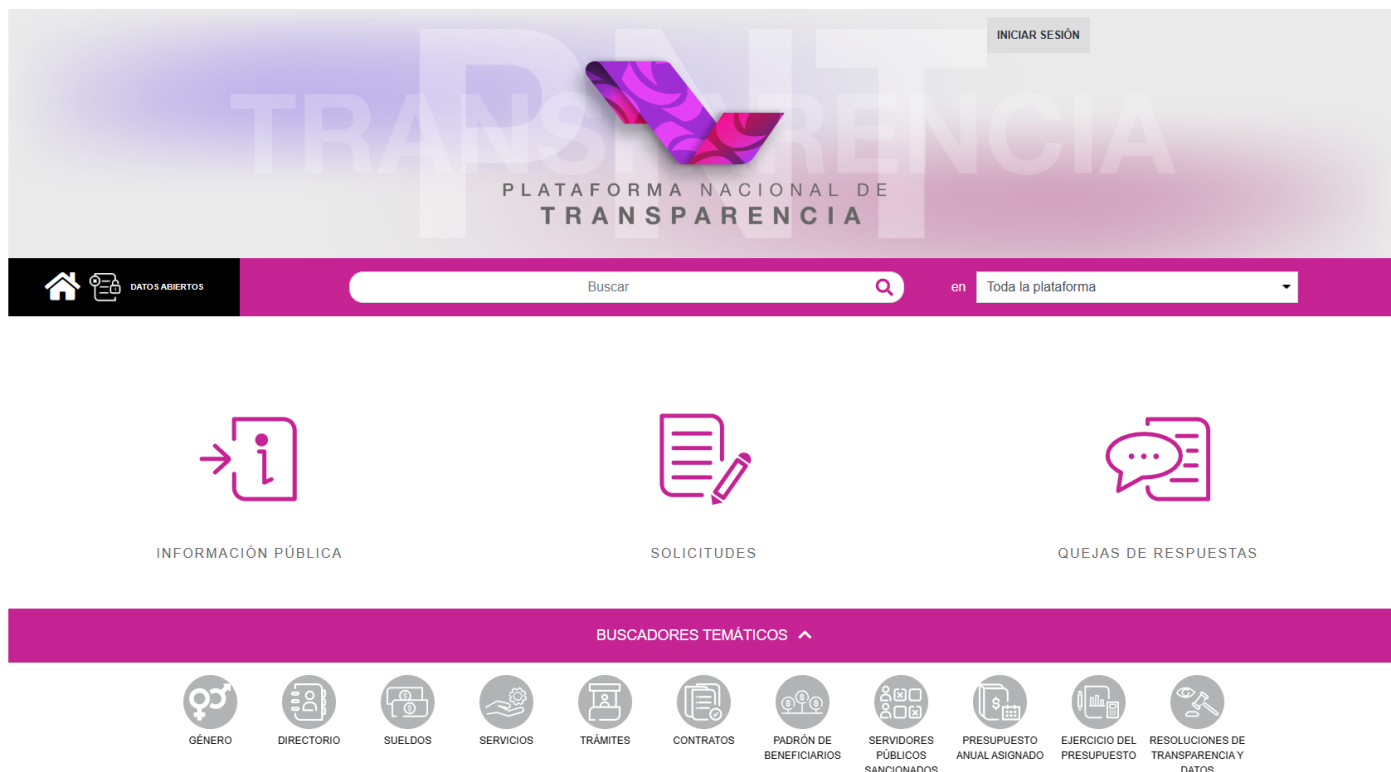 PNT
TRANSPARENCIA
INICIAR SESIÓN
PLATAFORMA NACIONAL DE
TRANSPARENCIA
DATOS ABIERTOS
Buscar
en
Toda la plataforma
INFORMACIÓN PÚBLICA
SOLICITUDES
QUEJAS DE RESPUESTAS
BUSCADORES TEMÁTICOS
GÉNERO
DIRECTORIO
SUELDOS
SERVICIOS
TRÁMITES
CONTRATOS
PADRÓN DE
BENEFICIARIOS
SERVIDORES
PÚBLICOS
SANCIONADOS
PRESUPUESTO
ANUAL ASIGNADO
EJERCICIO DEL
PRESUPUESTO
RESOLUCIONES DE
TRANSPARENCIA Y
DATOS